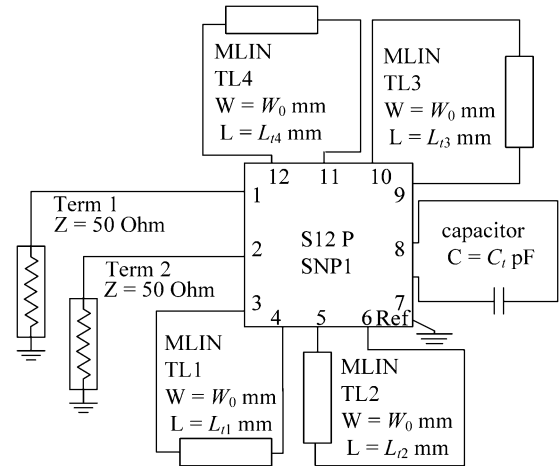 MLIN
TL4
W = W₀ mm
L = Lₜ₄ mm
MLIN
TL3
W = W₀ mm
L = Lₜ₃ mm
12 11 10
1 9
Term 1
Z = 50 Ohm
2 8
S12 P
SNP1
capacitor
C = Cₜ pF
Term 2
Z = 50 Ohm
3 7
4 5 6 Ref
MLIN
TL1
W = W₀ mm
L = Lₜ₁ mm
MLIN
TL2
W = W₀ mm
L = Lₜ₂ mm